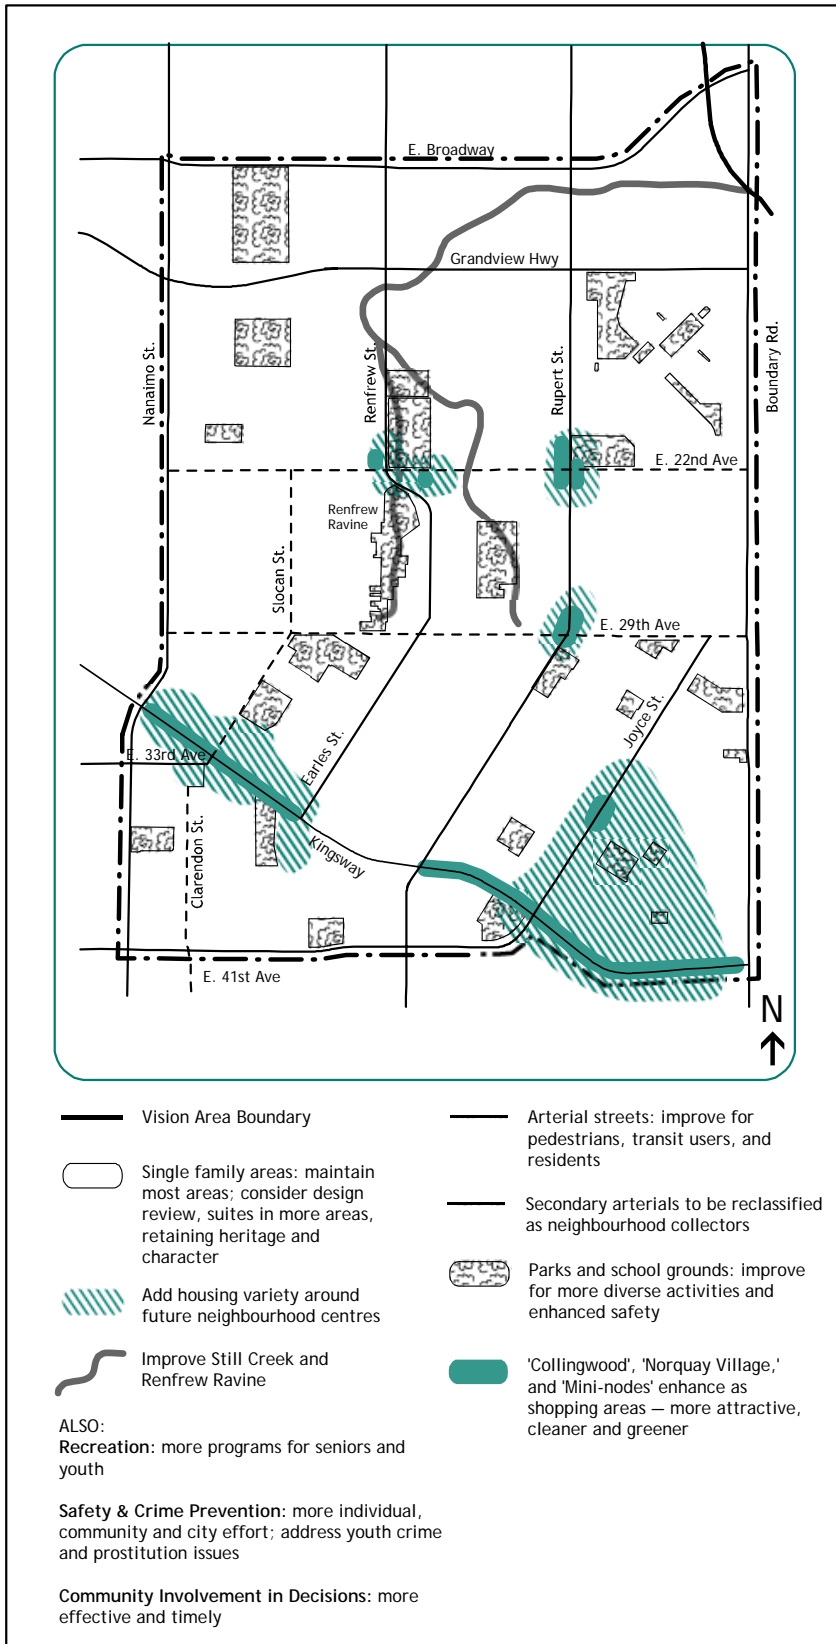 E. Broadway
Grandview Hwy
Nanaimo St.
Renfrew St.
Rupert St.
Boundary Rd.
E. 22nd Ave
Renfrew
Ravine
Slocan St.
E. 29th Ave
Joyce St.
E. 33rd Ave
Earles St.
Clarendon St.
Kingsway
E. 41st Ave
N
Vision Area Boundary
Single family areas: maintain
most areas; consider design
review, suites in more areas,
retaining heritage and
character
Add housing variety around
future neighbourhood centres
Improve Still Creek and
Renfrew Ravine
ALSO:
Recreation: more programs for seniors and
youth
Safety & Crime Prevention: more individual,
community and city effort; address youth crime
and prostitution issues
Community Involvement in Decisions: more
effective and timely
Arterial streets: improve for
pedestrians, transit users, and
residents
Secondary arterials to be reclassified
as neighbourhood collectors
Parks and school grounds: improve
for more diverse activities and
enhanced safety
'Collingwood', 'Norquay Village,'
and 'Mini-nodes' enhance as
shopping areas — more attractive,
cleaner and greener